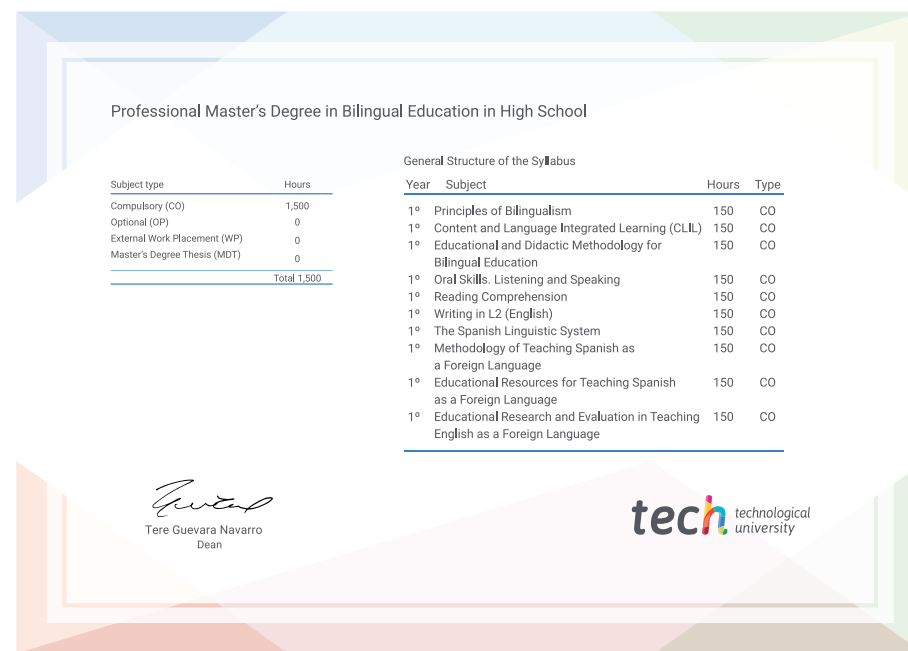 Professional Master's Degree in Bilingual Education in High School
Subject type Hours
Compulsory (CO) 1,500
Optional (OP) 0
External Work Placement (WP) 0
Master's Degree Thesis (MDT) 0
Total 1,500
General Structure of the Syllabus
Year Subject Hours Type
1º Principles of Bilingualism 150 CO
1º Content and Language Integrated Learning (CLIL) 150 CO
1º Educational and Didactic Methodology for 150 CO
Bilingual Education
1º Oral Skills. Listening and Speaking 150 CO
1º Reading Comprehension 150 CO
1º Writing in L2 (English) 150 CO
1º The Spanish Linguistic System 150 CO
1º Methodology of Teaching Spanish as 150 CO
a Foreign Language
1º Educational Resources for Teaching Spanish 150 CO
as a Foreign Language
1º Educational Research and Evaluation in Teaching 150 CO
English as a Foreign Language
Tere Guevara Navarro
Dean
tech technological
university